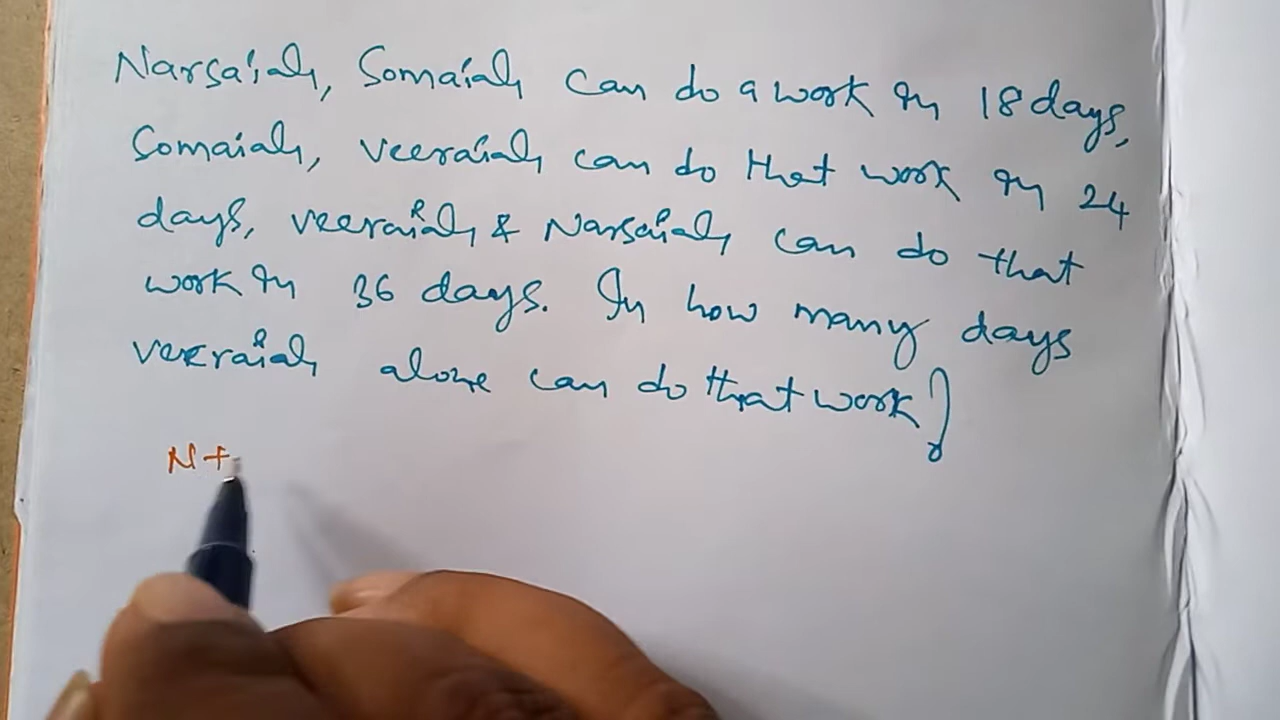 Narsaiah, Somaiah can do a work in 18 days,
Somaiah, veeraiah can do that work in 24
days, veeraiah & Narsaiah can do that
work in 36 days. In how many days
veeraiah alone can do that work?
N +